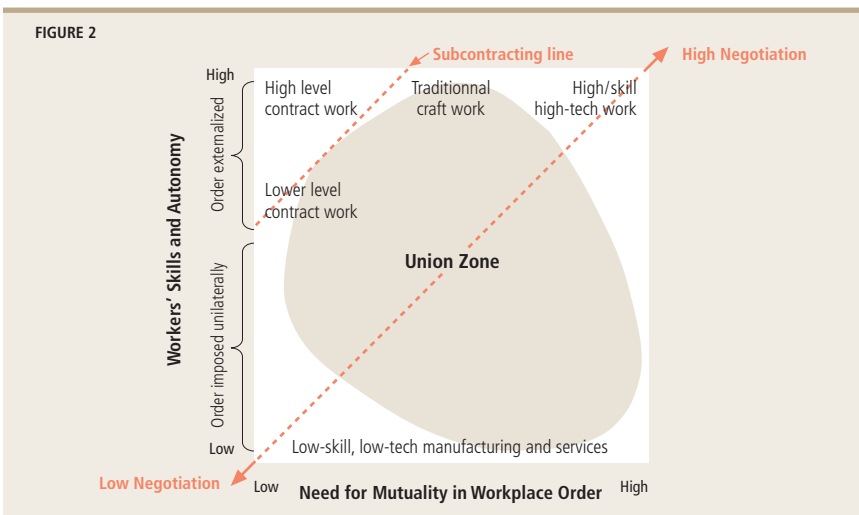 FIGURE 2
Subcontracting line
High Negotiation
High
High level
contract work
Traditionnal
craft work
High/skill
high-tech work
Order externalized
Lower level
contract work
Workers’ Skills and Autonomy
Union Zone
Order imposed unilaterally
Low
Low-skill, low-tech manufacturing and services
Low Negotiation
Low
Need for Mutuality in Workplace Order
High